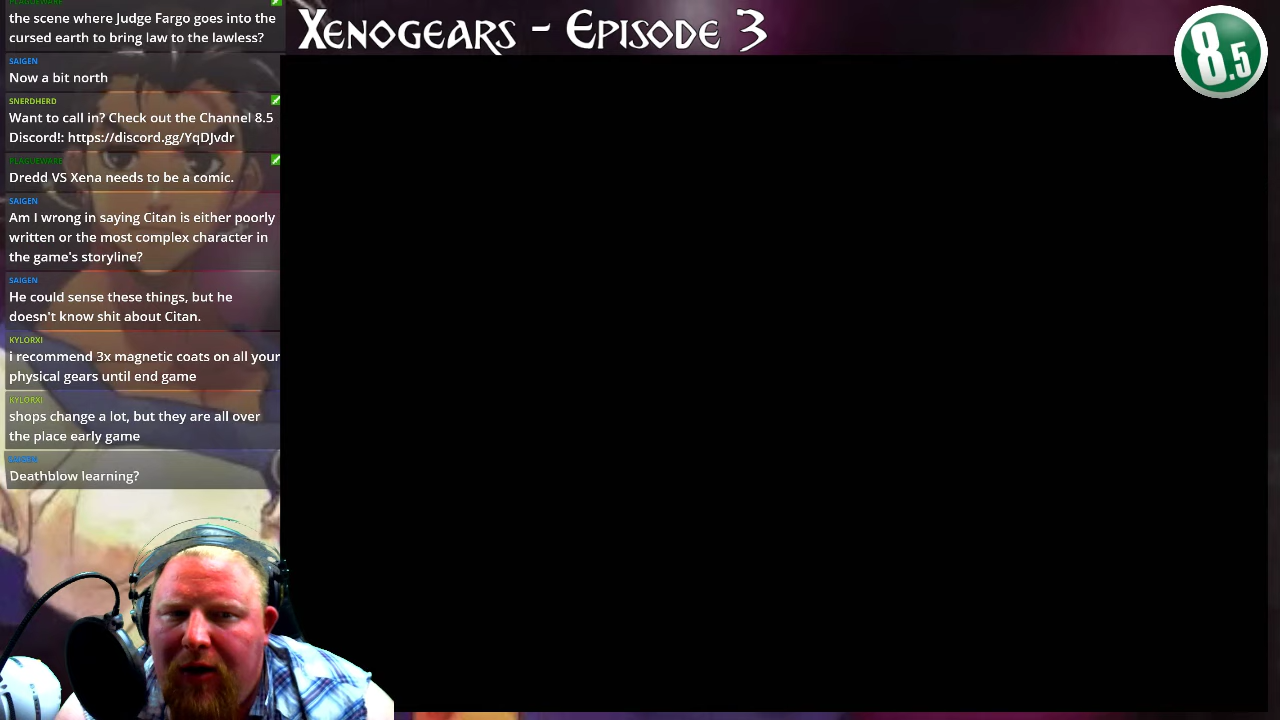 PLAGUEWARE
the scene where Judge Fargo goes into the
cursed earth to bring law to the lawless?
SAIGEN
Now a bit north
SNERDHERD
Want to call in? Check out the Channel 8.5
Discord!: https://discord.gg/YqDJvdr
PLAGUEWARE
Dredd VS Xena needs to be a comic.
SAIGEN
Am I wrong in saying Citan is either poorly
written or the most complex character in
the game's storyline?
SAIGEN
He could sense these things, but he
doesn't know shit about Citan.
KYLORXI
i recommend 3x magnetic coats on all your
physical gears until end game
KYLORXI
shops change a lot, but they are all over
the place early game
SAIGEN
Deathblow learning?
Xenogears - Episode 3
8.5